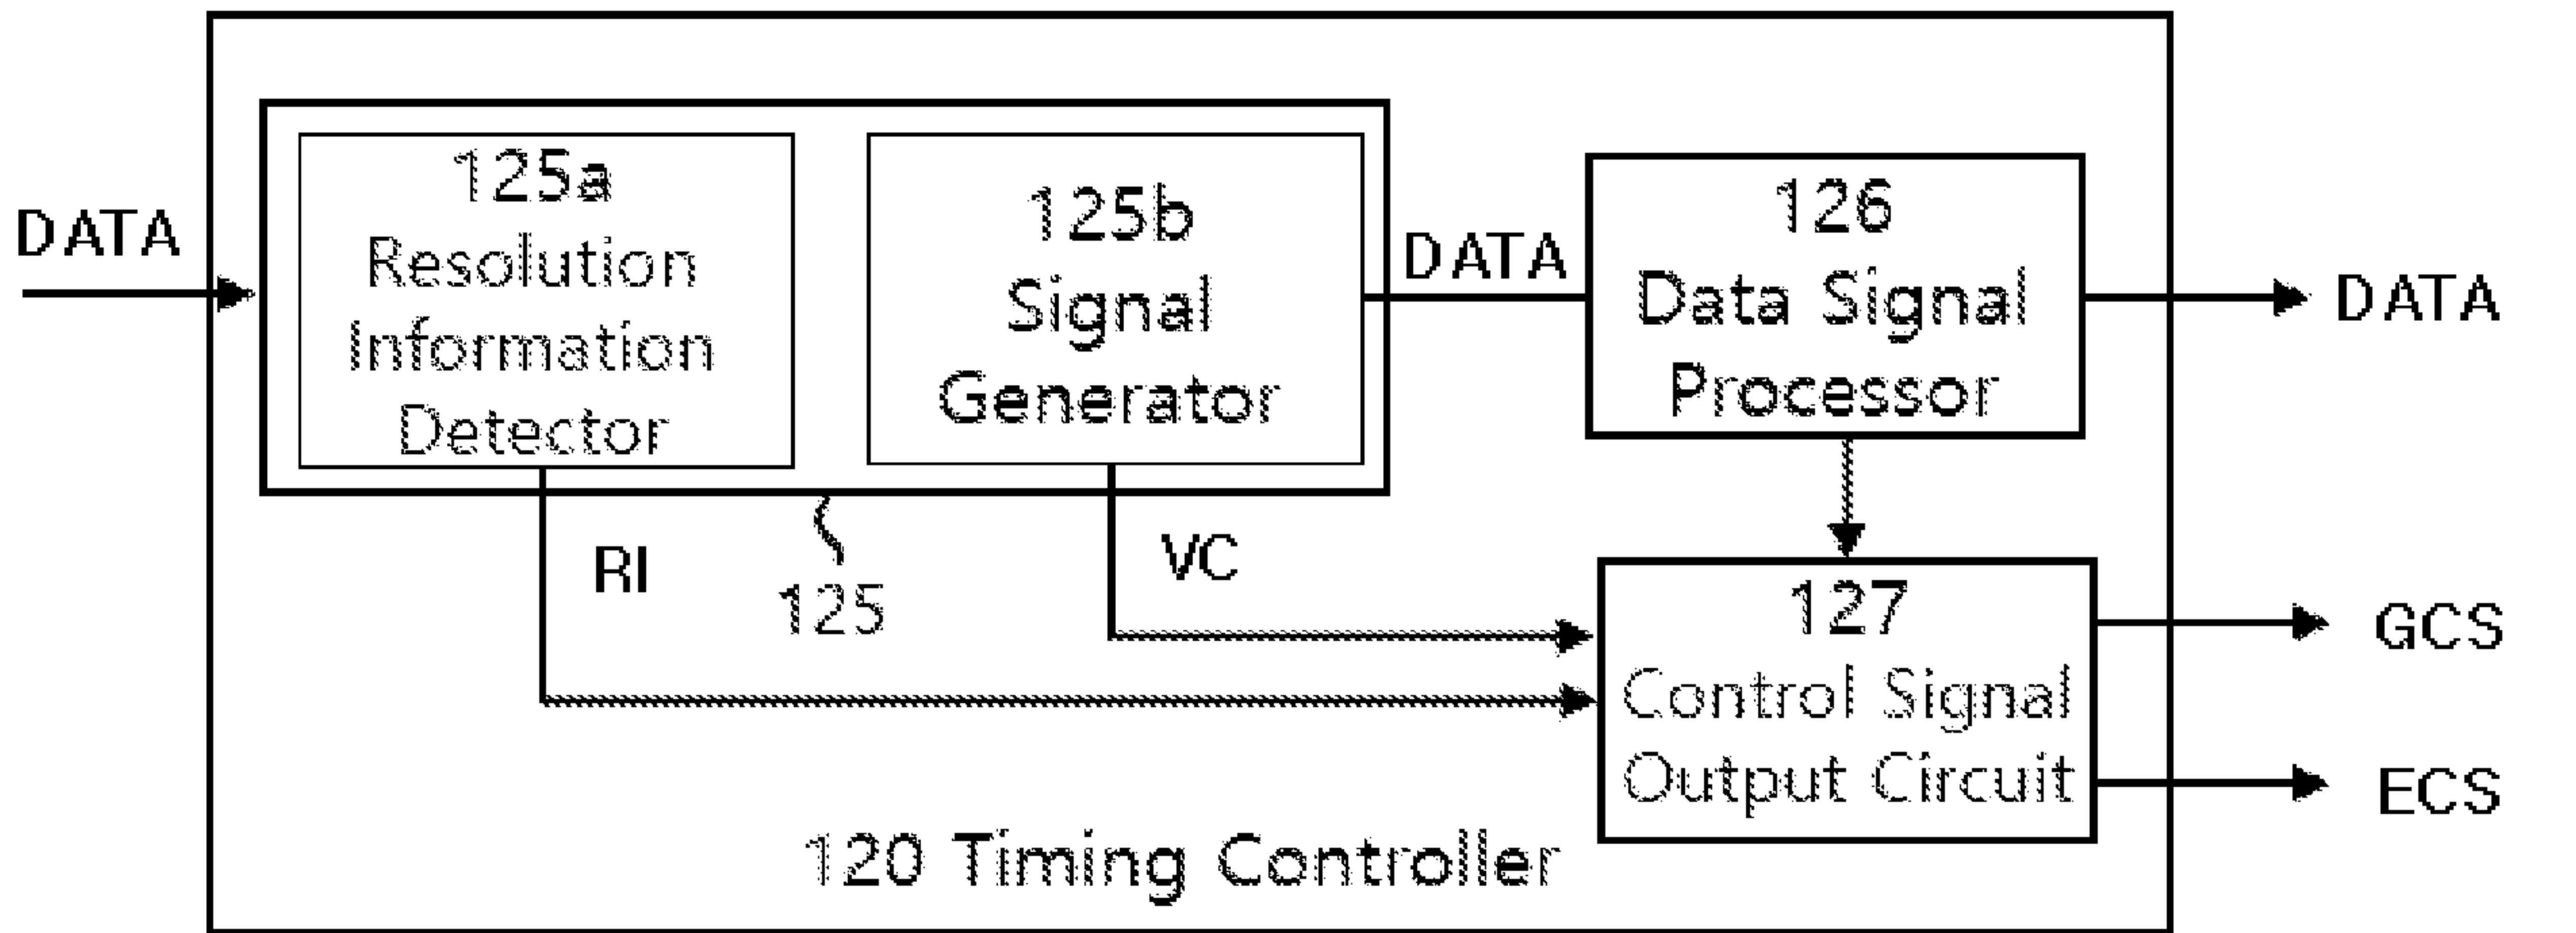 DATA
125a
Resolution
Information
Detector
125b
Signal
Generator
DATA
126
Data Signal
Processor
DATA
RI
125
VC
127
Control Signal
Output Circuit
GCS
ECS
120 Timing Controller